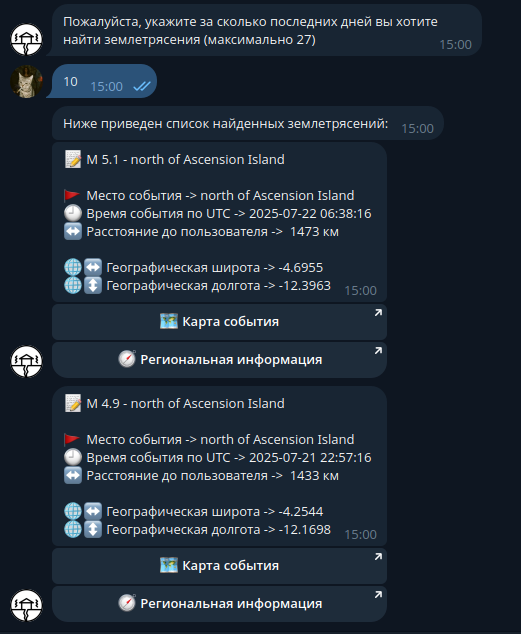 Пожалуйста, укажите за сколько последних дней вы хотите
найти землетрясения (максимально 27) 15:00
10 15:00
Ниже приведен список найденных землетрясений: 15:00
M 5.1 - north of Ascension Island
Место события -> north of Ascension Island
Время события по UTC -> 2025-07-22 06:38:16
Расстояние до пользователя -> 1473 км
Географическая широта -> -4.6955
Географическая долгота -> -12.3963 15:00
Карта события
Региональная информация
M 4.9 - north of Ascension Island
Место события -> north of Ascension Island
Время события по UTC -> 2025-07-21 22:57:16
Расстояние до пользователя -> 1433 км
Географическая широта -> -4.2544
Географическая долгота -> -12.1698 15:00
Карта события
Региональная информация